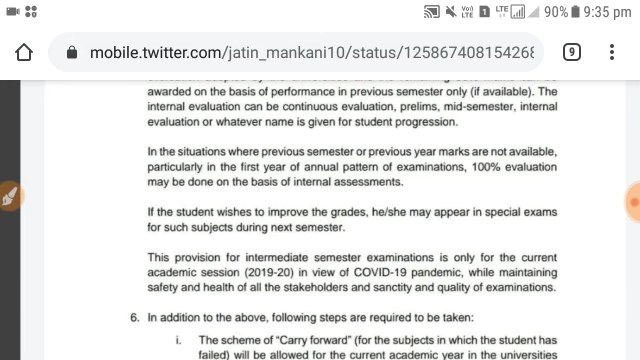 Vo)) LTE 1 LTE 90% 9:35 pm
mobile.twitter.com/jatin_mankani10/status/125867408154268
9
awarded on the basis of performance in previous semester only (if available). The
internal evaluation can be continuous evaluation, prelims, mid-semester, internal
evaluation or whatever name is given for student progression.
In the situations where previous semester or previous year marks are not available,
particularly in the first year of annual pattern of examinations, 100% evaluation
may be done on the basis of internal assessments.
If the student wishes to improve the grades, he/she may appear in special exams
for such subjects during next semester.
This provision for intermediate semester examinations is only for the current
academic session (2019-20) in view of COVID-19 pandemic, while maintaining
safety and health of all the stakeholders and sanctity and quality of examinations.
6. In addition to the above, following steps are required to be taken:
i. The scheme of "Carry forward" (for the subjects in which the student has
failed) will be allowed for the current academic year in the universities